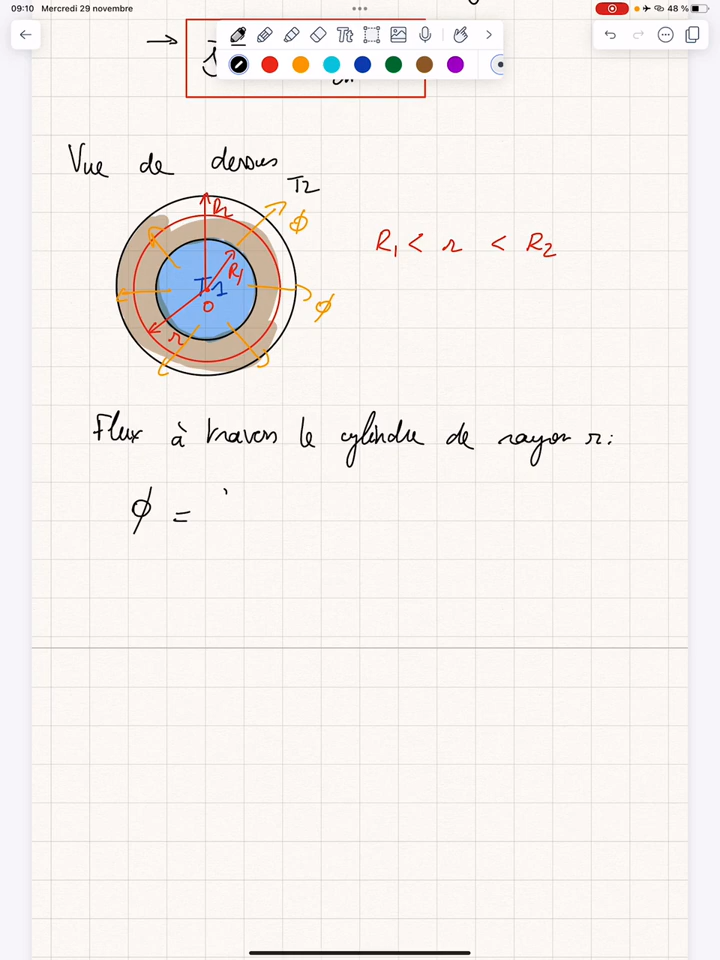 09:10 Mercredi 29 novembre
48 %
Tt
→
Vue de dessus
T2
R2
ϕ
R1 < r < R2
R1
T1
O
ϕ
r
Flux à travers le cylindre de rayon r :
ϕ =